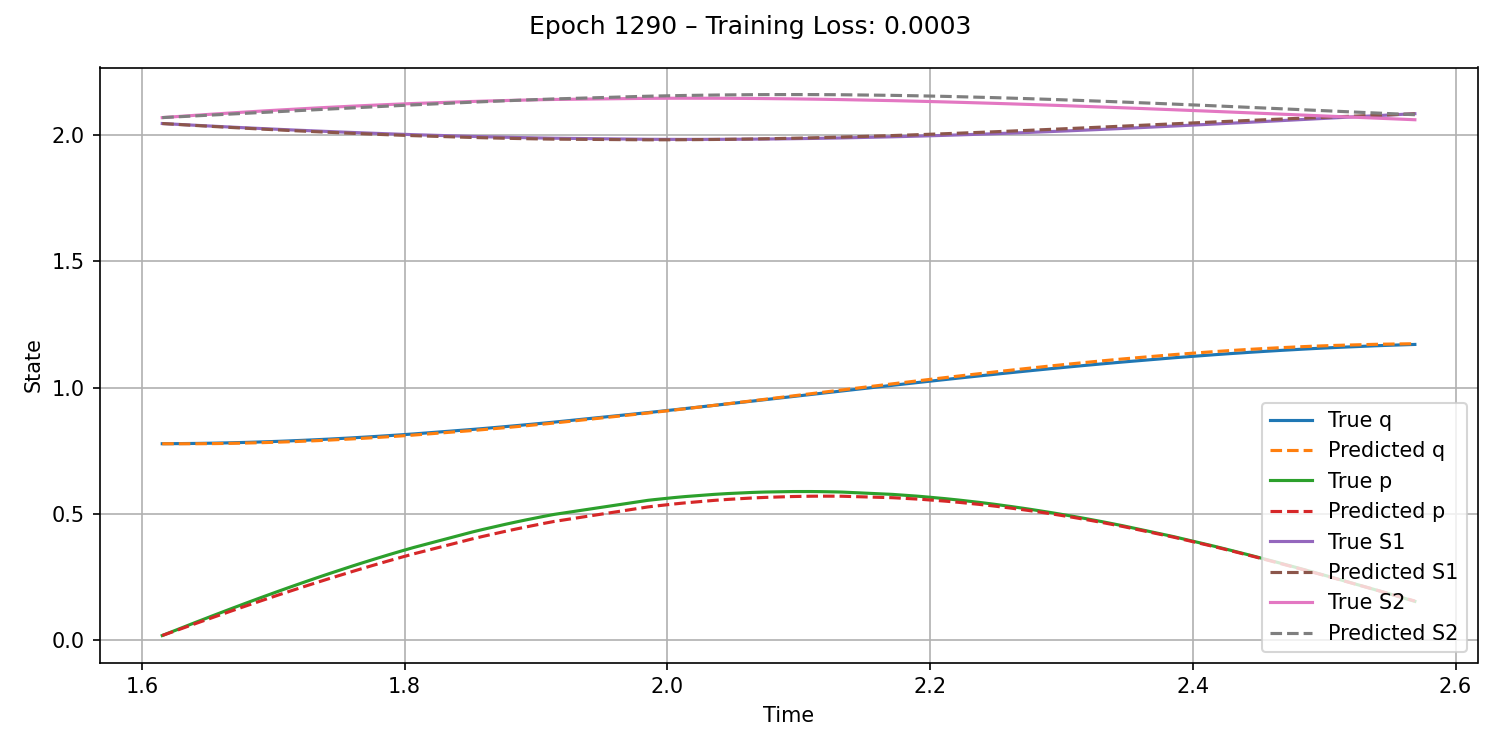 Epoch 1290 – Training Loss: 0.0003
State
2.0
1.5
1.0
0.5
0.0
True q
Predicted q
True p
Predicted p
True S1
Predicted S1
True S2
Predicted S2
1.6 1.8 2.0 2.2 2.4 2.6
Time